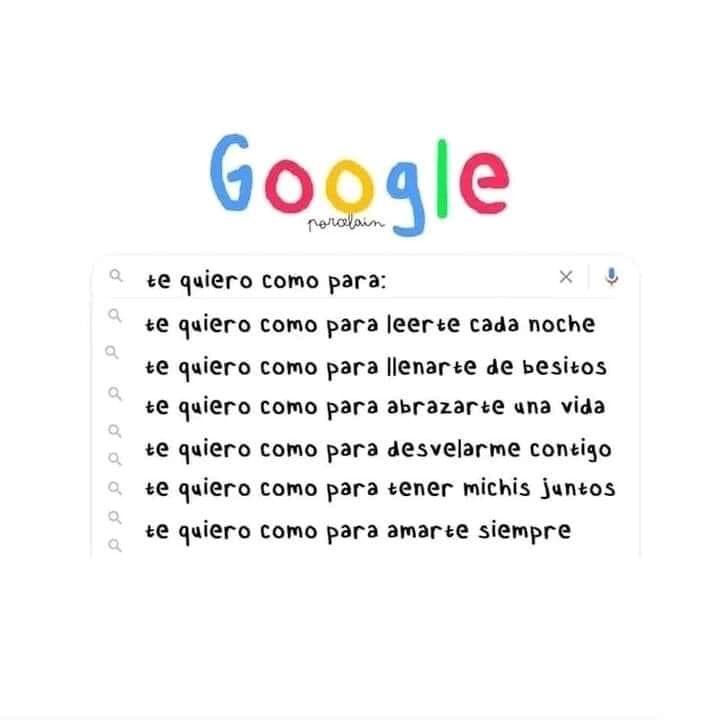 Google
porcelain
te quiero como para:
te quiero como para leerte cada noche
te quiero como para llenarte de besitos
te quiero como para abrazarte una vida
te quiero como para desvelarme contigo
te quiero como para tener michis juntos
te quiero como para amarte siempre